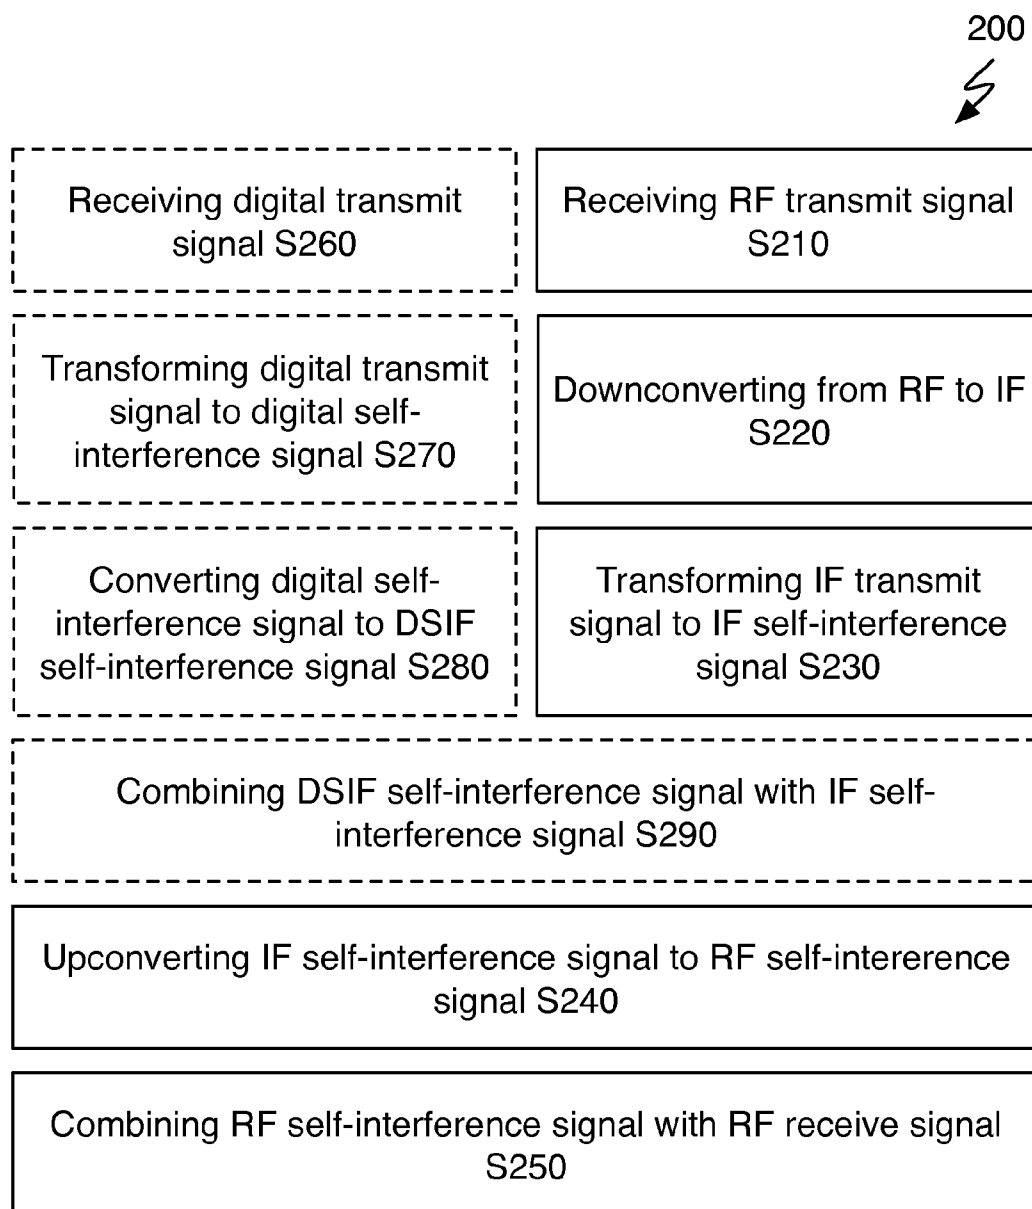 200
Receiving digital transmit
signal S260
Receiving RF transmit signal
S210
Transforming digital transmit
signal to digital self-
interference signal S270
Downconverting from RF to IF
S220
Converting digital self-
interference signal to DSIF
self-interference signal S280
Transforming IF transmit
signal to IF self-interference
signal S230
Combining DSIF self-interference signal with IF self-
interference signal S290
Upconverting IF self-interference signal to RF self-intererence
signal S240
Combining RF self-interference signal with RF receive signal
S250